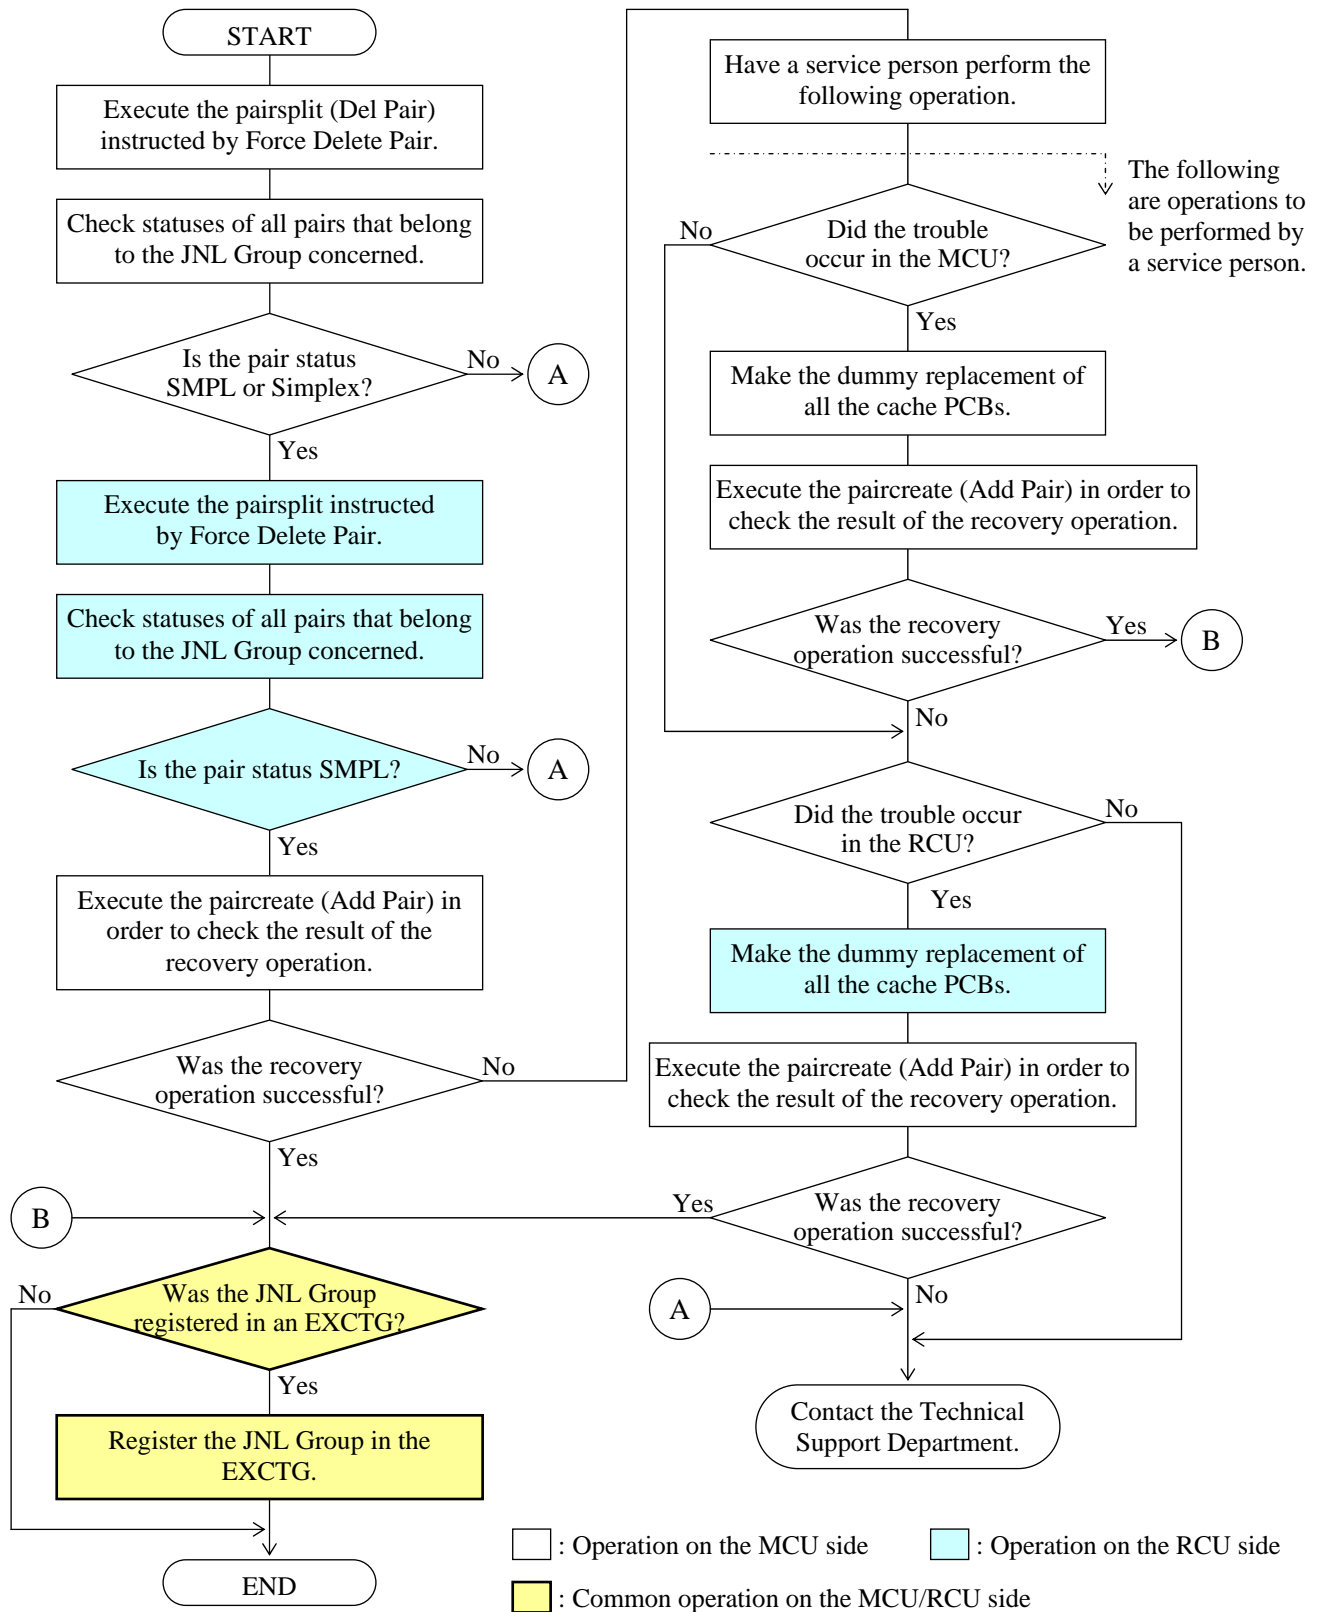 START
Execute the pairsplit (Del Pair)
instructed by Force Delete Pair.
Check statuses of all pairs that belong
to the JNL Group concerned.
Is the pair status
SMPL or Simplex?
No
A
Yes
Execute the pairsplit instructed
by Force Delete Pair.
Check statuses of all pairs that belong
to the JNL Group concerned.
Is the pair status SMPL?
No
A
Yes
Execute the paircreate (Add Pair) in
order to check the result of the
recovery operation.
Was the recovery
operation successful?
No
Yes
B
Was the JNL Group
registered in an EXCTG?
No
Yes
Register the JNL Group in the
EXCTG.
END
Have a service person perform the
following operation.
The following
are operations to
be performed by
a service person.
Did the trouble
occur in the MCU?
No
Yes
Make the dummy replacement of
all the cache PCBs.
Execute the paircreate (Add Pair) in order to
check the result of the recovery operation.
Was the recovery
operation successful?
Yes
B
No
Did the trouble occur
in the RCU?
No
Yes
Make the dummy replacement of
all the cache PCBs.
Execute the paircreate (Add Pair) in order to
check the result of the recovery operation.
Was the recovery
operation successful?
Yes
No
A
Contact the Technical
Support Department.
: Operation on the MCU side
: Operation on the RCU side
: Common operation on the MCU/RCU side